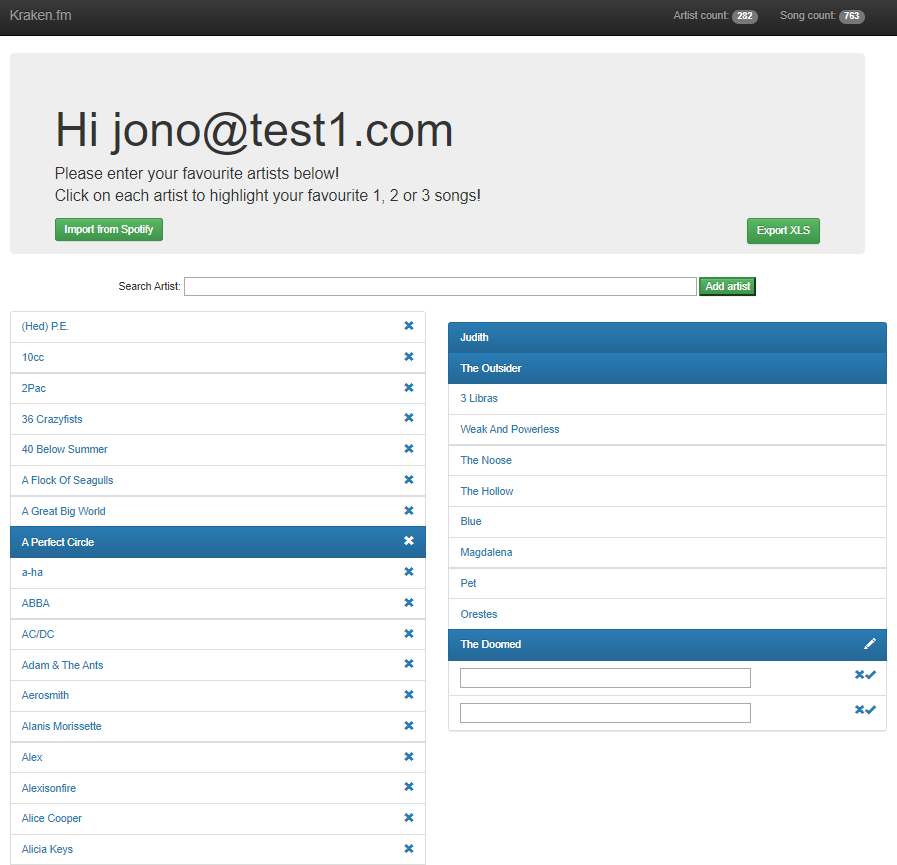 Kraken.fm
Artist count: 282
Song count: 763
Hi jono@test1.com
Please enter your favourite artists below!
Click on each artist to highlight your favourite 1, 2 or 3 songs!
Import from Spotify
Export XLS
Search Artist:
Add artist
(Hed) P.E.
10cc
2Pac
36 Crazyfists
40 Below Summer
A Flock Of Seagulls
A Great Big World
A Perfect Circle
a-ha
ABBA
AC/DC
Adam & The Ants
Aerosmith
Alanis Morissette
Alex
Alexisonfire
Alice Cooper
Alicia Keys
Judith
The Outsider
3 Libras
Weak And Powerless
The Noose
The Hollow
Blue
Magdalena
Pet
Orestes
The Doomed